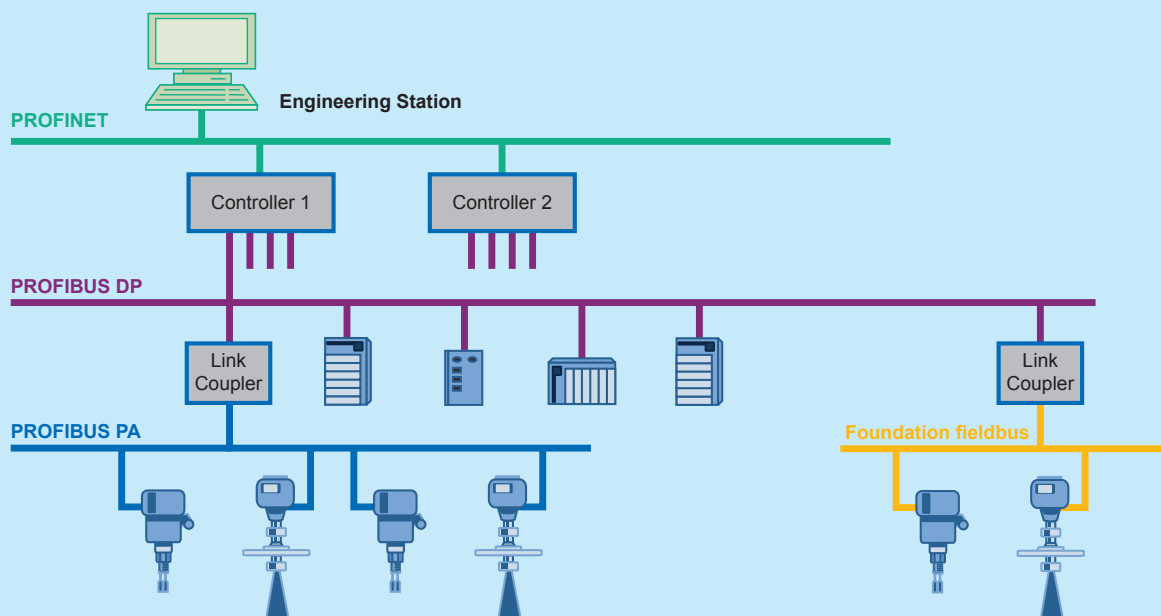 Engineering Station
PROFINET
Controller 1
Controller 2
PROFIBUS DP
Link
Coupler
Link
Coupler
PROFIBUS PA
Foundation fieldbus